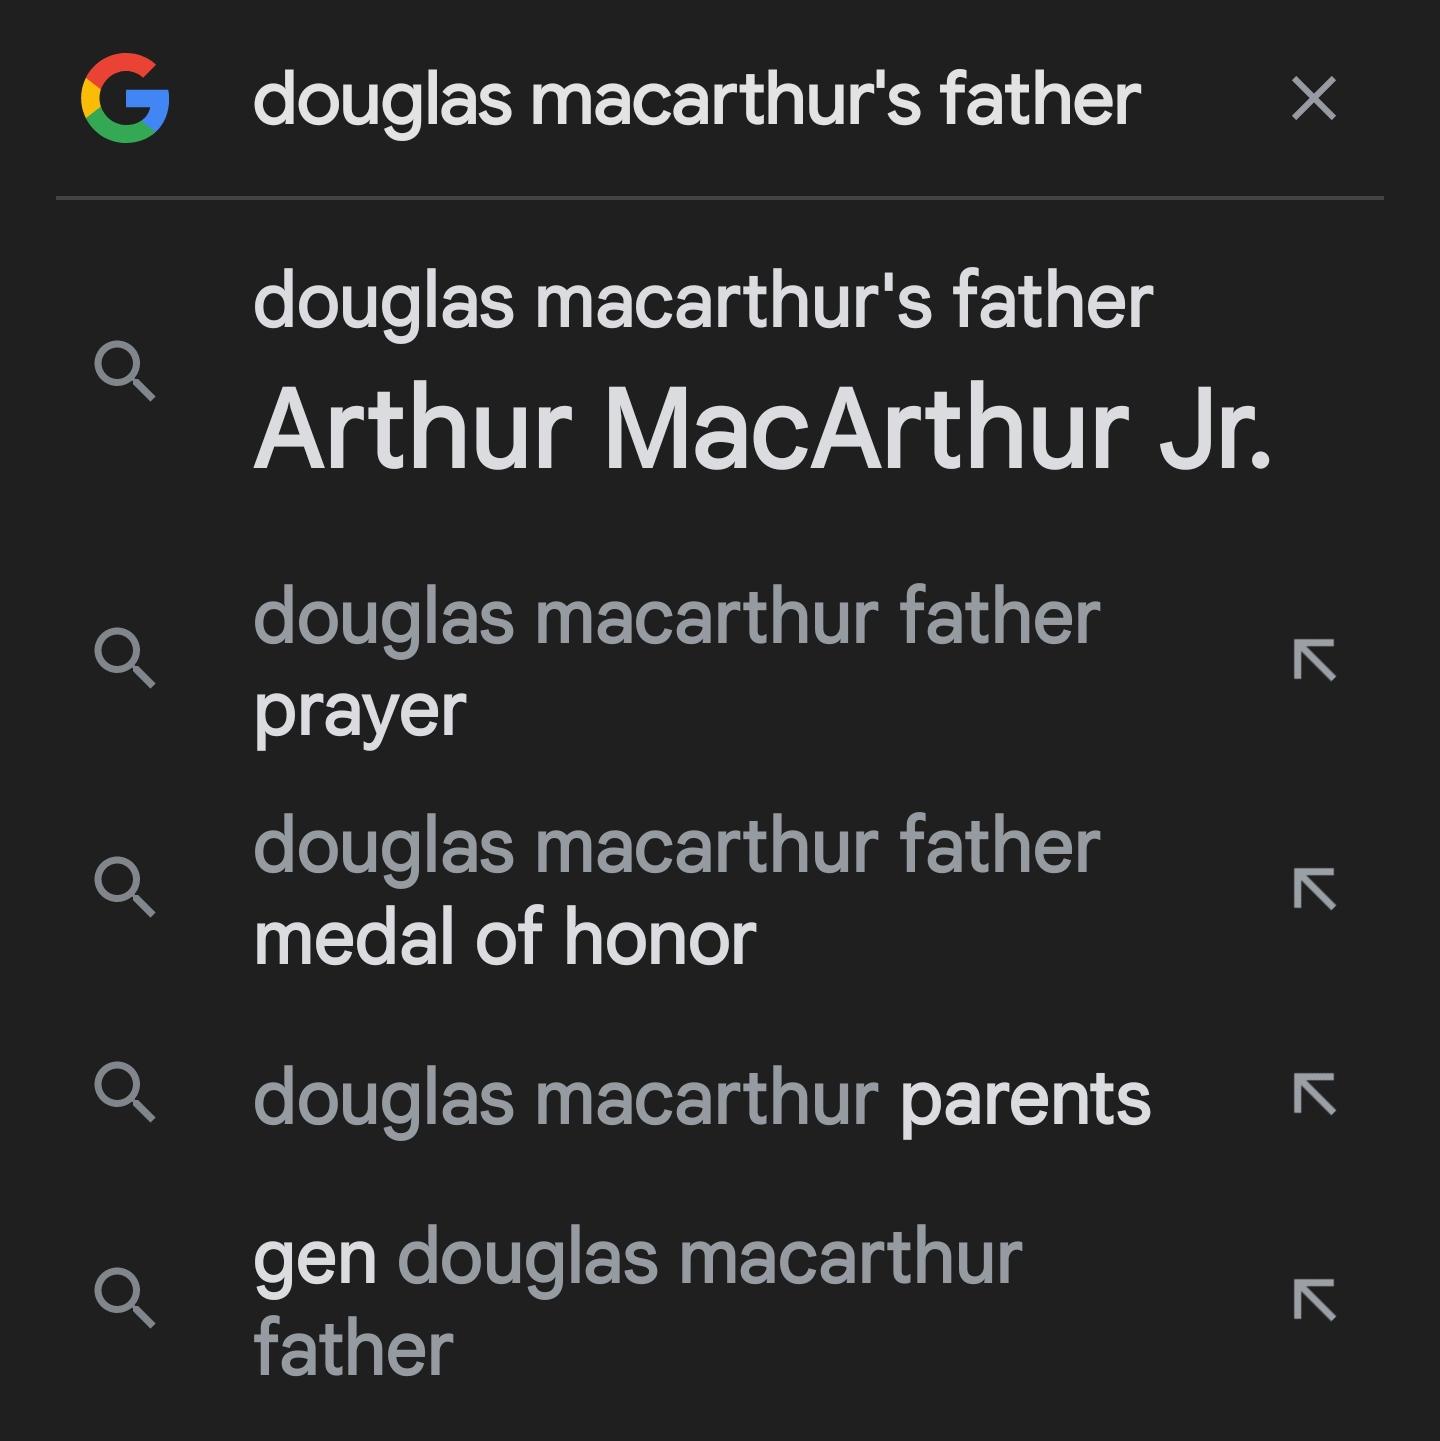 douglas macarthur's father
douglas macarthur's father
Arthur MacArthur Jr.
douglas macarthur father
prayer
douglas macarthur father
medal of honor
douglas macarthur parents
gen douglas macarthur
father